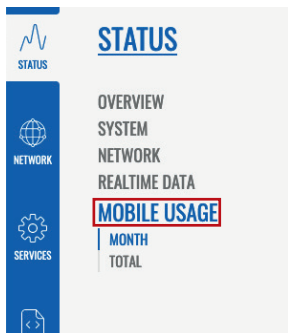 STATUS
STATUS
OVERVIEW
SYSTEM
NETWORK
NETWORK
REALTIME DATA
MOBILE USAGE
MONTH
SERVICES
TOTAL